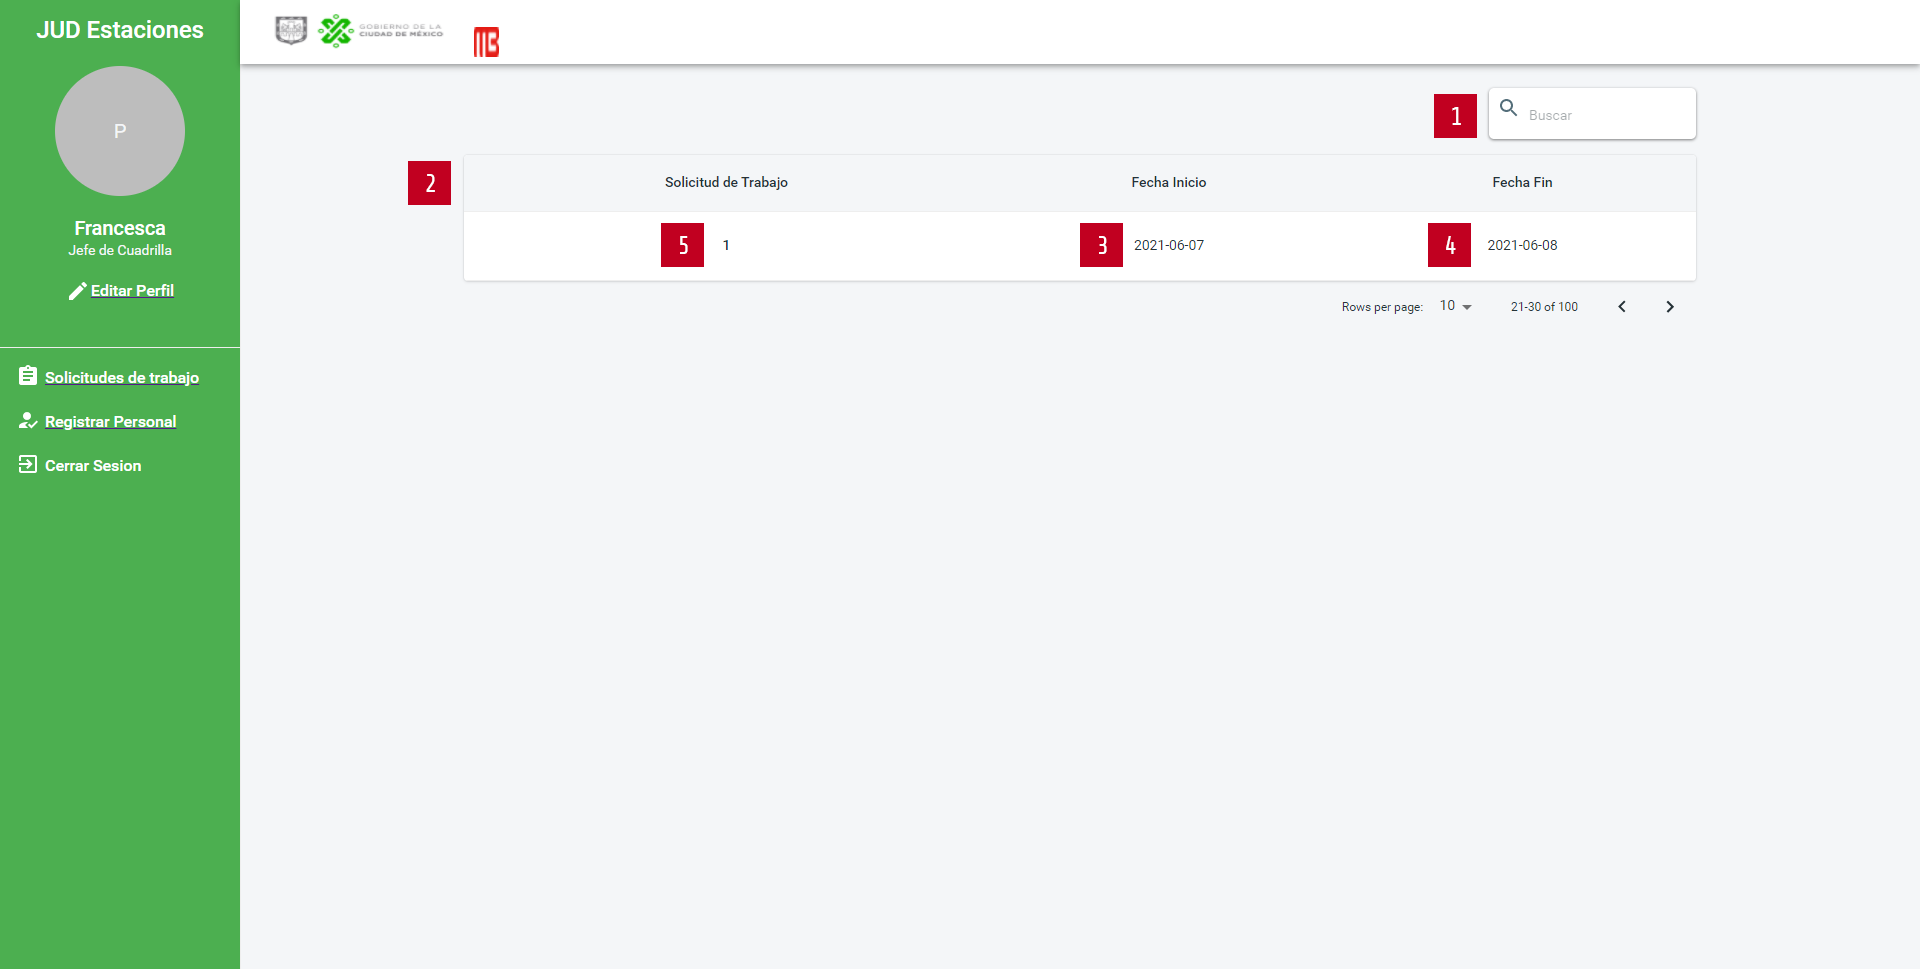 JUD Estaciones
P
Francesca
Jefe de Cuadrilla
Editar Perfil
Solicitudes de trabajo
Registrar Personal
Cerrar Sesion
GOBIERNO DE LA
CIUDAD DE MÉXICO
MB
1
Buscar
2
Solicitud de Trabajo Fecha Inicio Fecha Fin
5 1 3 2021-06-07 4 2021-06-08
Rows per page: 10 21-30 of 100